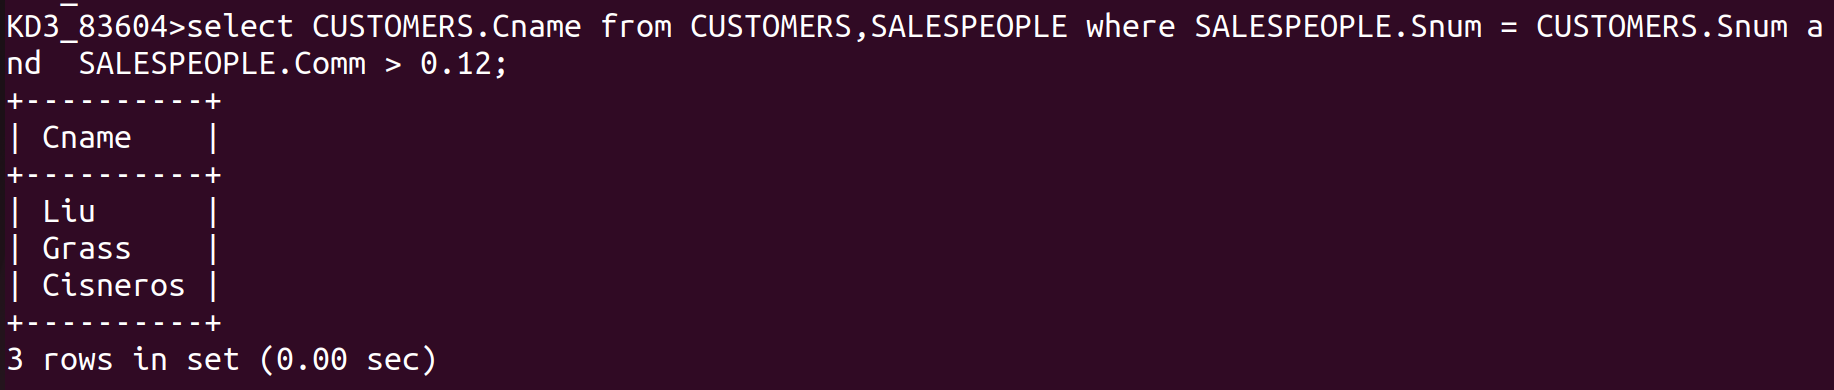 KD3_83604>select CUSTOMERS.Cname from CUSTOMERS,SALESPEOPLE where SALESPEOPLE.Snum = CUSTOMERS.Snum a
nd  SALESPEOPLE.Comm > 0.12;
+----------+
| Cname    |
+----------+
| Liu      |
| Grass    |
| Cisneros |
+----------+
3 rows in set (0.00 sec)